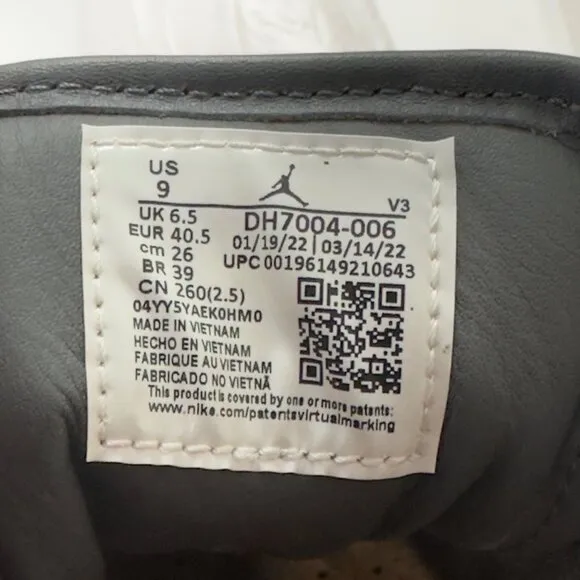 US
9
V3
UK 6.5
EUR 40.5
cm 26
BR 39
CN 260(2.5)
DH7004-006
01/19/22 | 03/14/22
UPC 00196149210643
04YY5YAEK0HM0
MADE IN VIETNAM
HECHO EN VIETNAM
FABRIQUE AU VIETNAM
FABRICADO NO VIETNÃ
This product is covered by one or more patents:
www.nike.com/patentsvirtualmarking